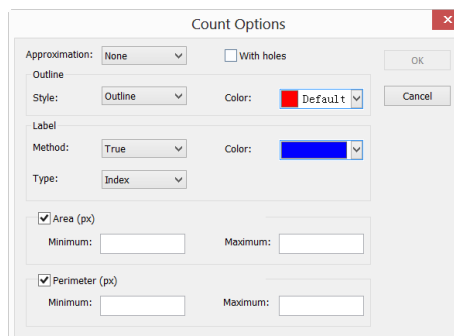 Count Options
x
Approximation: None With holes OK
Outline
Style: Outline Color: Default Cancel
Label
Method: True Color:
Type: Index
Area (px)
Minimum: Maximum:
Perimeter (px)
Minimum: Maximum: